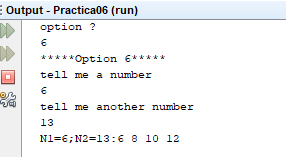 Output - Practica06 (run)
option ?
6
*****Option 6*****
tell me a number
6
tell me another number
13
N1=6;N2=13:6 8 10 12